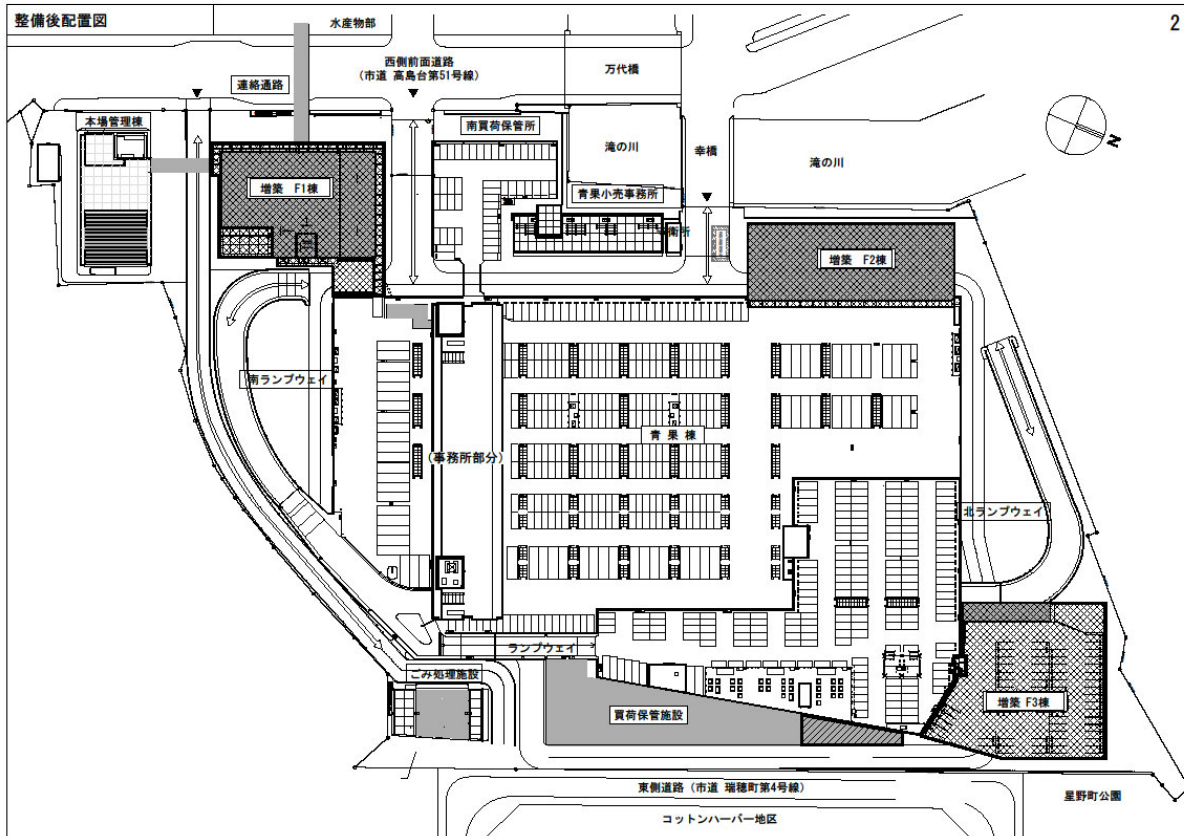 整備後配置図
水産物部
2
西側前面道路
(市道 高島台第51号線)
万代橋
連絡通路
本場管理棟
南買荷保管所
滝の川
幸橋
滝の川
N
増築 F1棟
青果小売事務所
衛所
増築 F2棟
南ランプウェイ
青 果 棟
(事務所部分)
北ランプウェイ
ランプウェイ
ごみ処理施設
買荷保管施設
増築 F3棟
東側道路 (市道 瑞穂町第4号線)
星野町公園
コットンハーバー地区